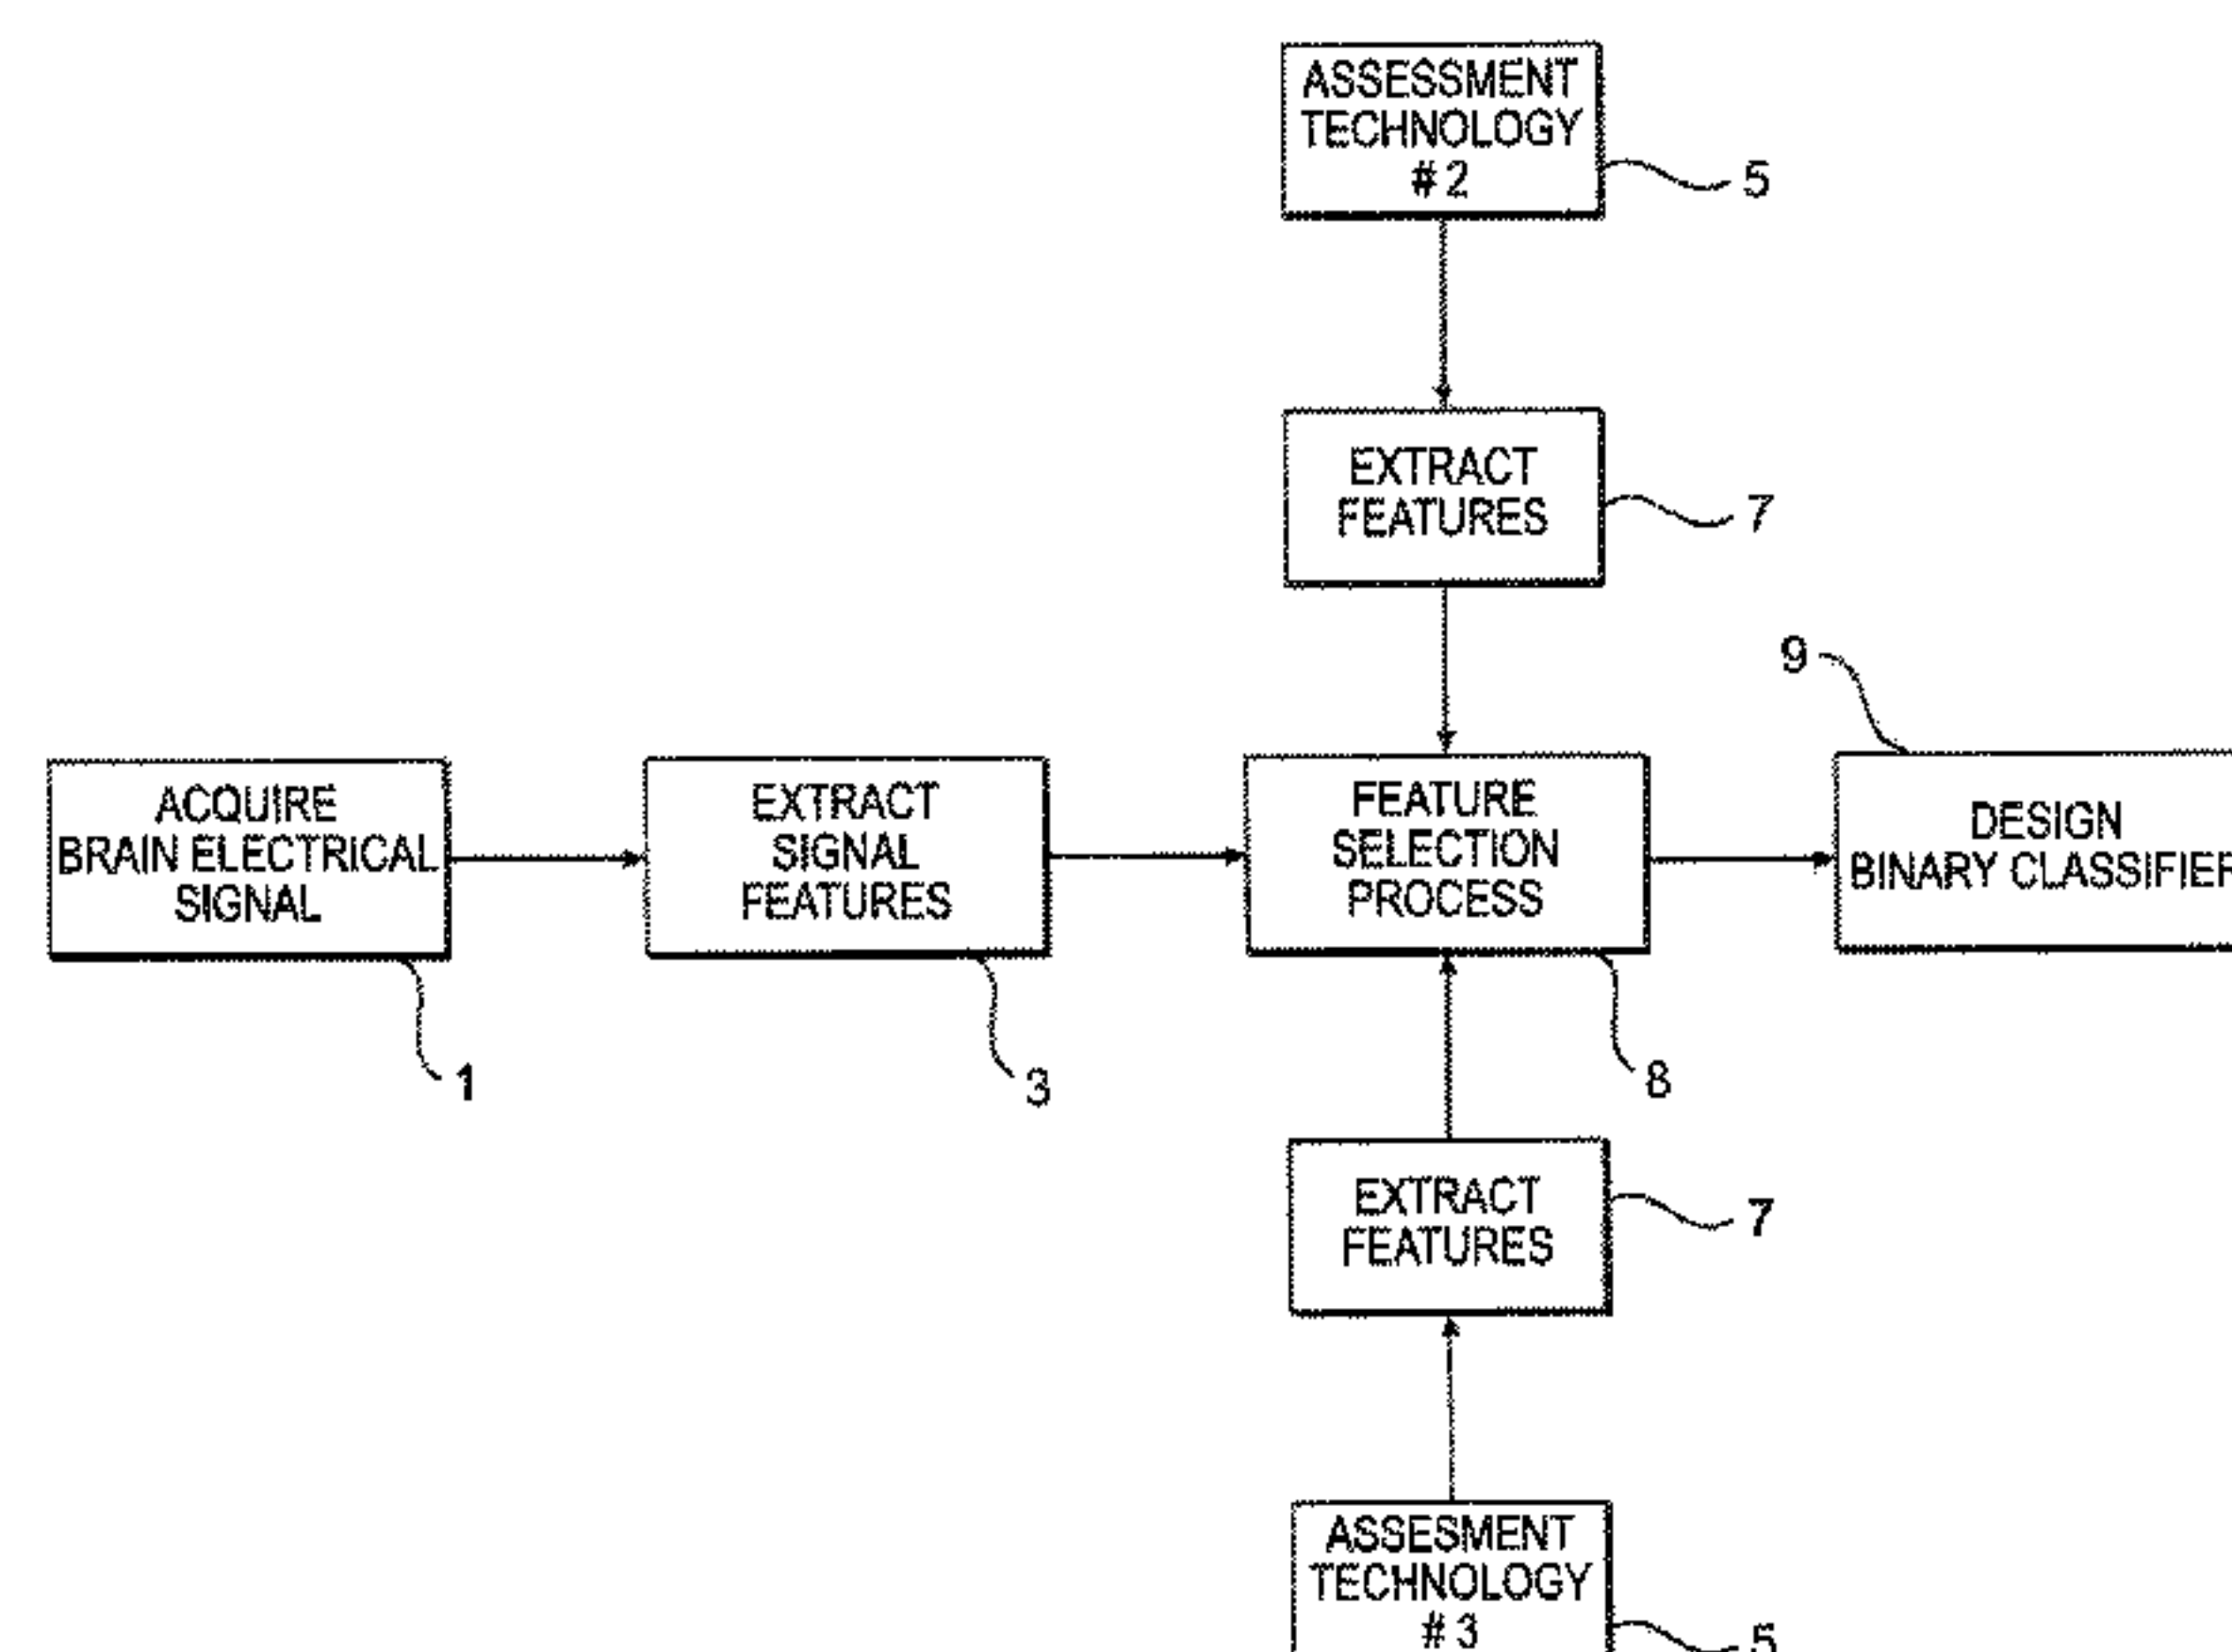 ASSESSMENT
TECHNOLOGY
#2
5
EXTRACT
FEATURES
7
9
ACQUIRE
BRAIN ELECTRICAL
SIGNAL
1
EXTRACT
SIGNAL
FEATURES
3
FEATURE
SELECTION
PROCESS
8
DESIGN
BINARY CLASSIFIER
EXTRACT
FEATURES
7
ASSESMENT
TECHNOLOGY
#3
5